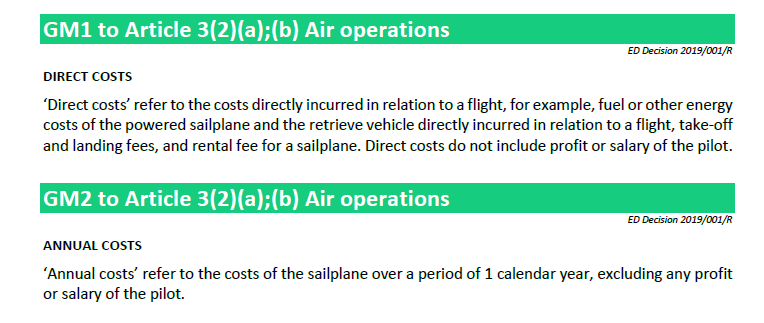 GM1 to Article 3(2)(a);(b) Air operations
ED Decision 2019/001/R
DIRECT COSTS
‘Direct costs’ refer to the costs directly incurred in relation to a flight, for example, fuel or other energy
costs of the powered sailplane and the retrieve vehicle directly incurred in relation to a flight, take-off
and landing fees, and rental fee for a sailplane. Direct costs do not include profit or salary of the pilot.
GM2 to Article 3(2)(a);(b) Air operations
ED Decision 2019/001/R
ANNUAL COSTS
‘Annual costs’ refer to the costs of the sailplane over a period of 1 calendar year, excluding any profit
or salary of the pilot.